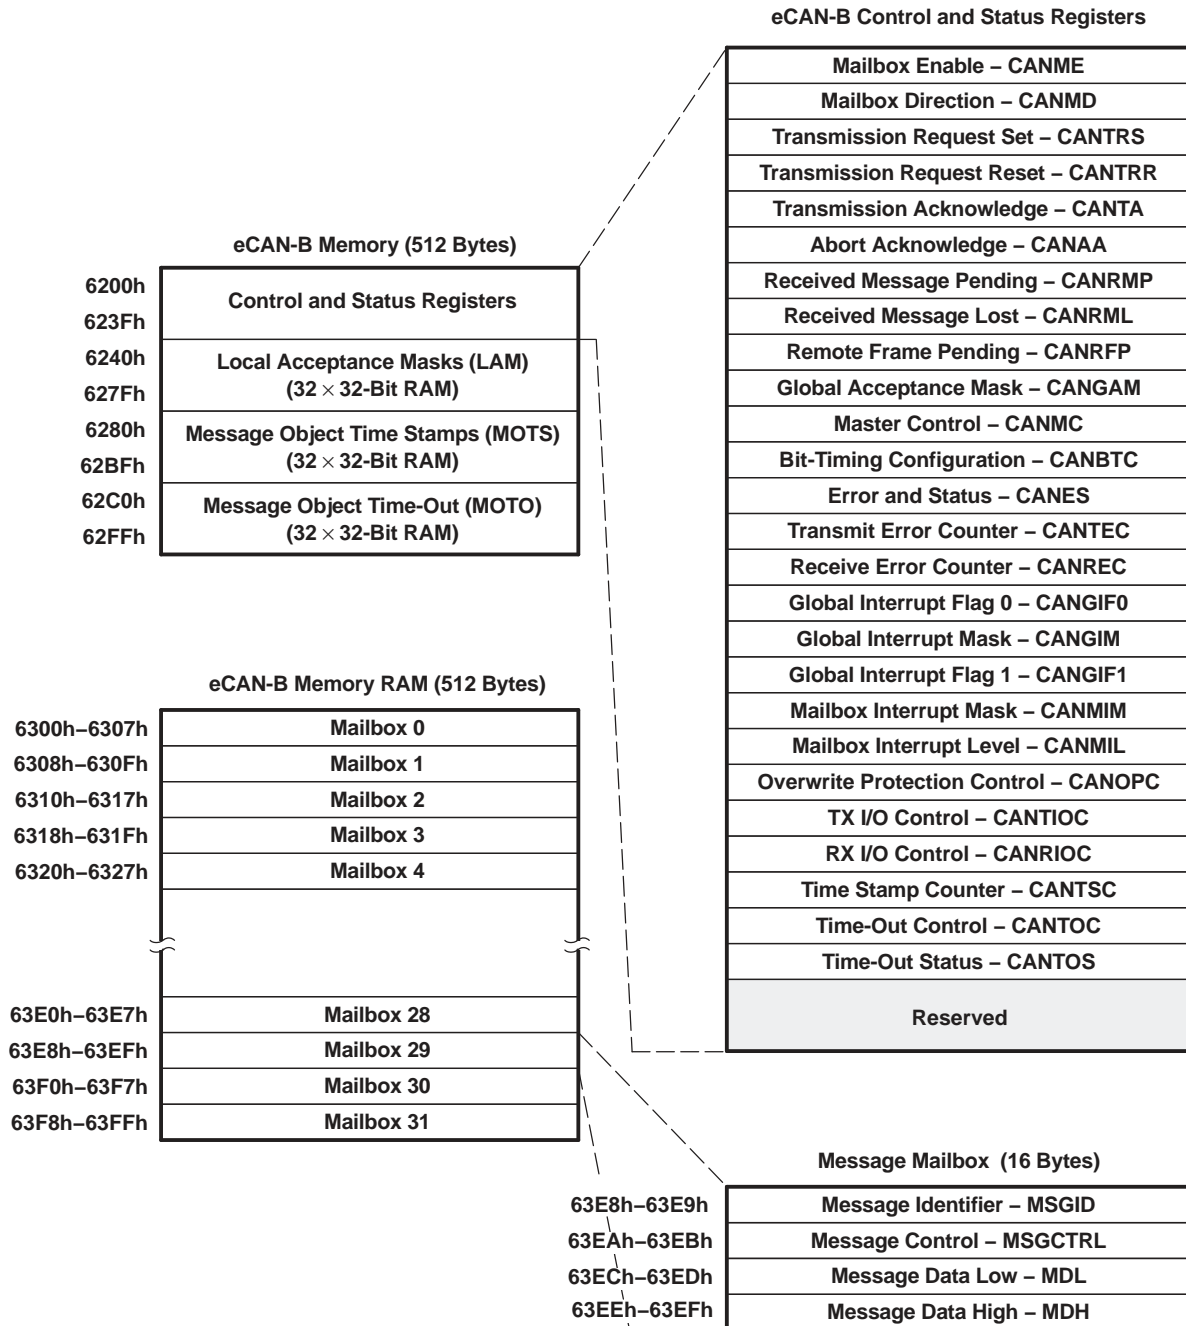 eCAN-B Control and Status Registers
Mailbox Enable – CANME
Mailbox Direction – CANMD
Transmission Request Set – CANTRS
Transmission Request Reset – CANTRR
Transmission Acknowledge – CANTA
Abort Acknowledge – CANAA
Received Message Pending – CANRMP
Received Message Lost – CANRML
Remote Frame Pending – CANRFP
Global Acceptance Mask – CANGAM
Master Control – CANMC
Bit-Timing Configuration – CANBTC
Error and Status – CANES
Transmit Error Counter – CANTEC
Receive Error Counter – CANREC
Global Interrupt Flag 0 – CANGIF0
Global Interrupt Mask – CANGIM
Global Interrupt Flag 1 – CANGIF1
Mailbox Interrupt Mask – CANMIM
Mailbox Interrupt Level – CANMIL
Overwrite Protection Control – CANOPC
TX I/O Control – CANTIOC
RX I/O Control – CANRIOC
Time Stamp Counter – CANTSC
Time-Out Control – CANTOC
Time-Out Status – CANTOS
Reserved
eCAN-B Memory (512 Bytes)
6200h
Control and Status Registers
623Fh
6240h
Local Acceptance Masks (LAM)
(32 × 32-Bit RAM)
627Fh
6280h
Message Object Time Stamps (MOTS)
(32 × 32-Bit RAM)
62BFh
62C0h
Message Object Time-Out (MOTO)
(32 × 32-Bit RAM)
62FFh
eCAN-B Memory RAM (512 Bytes)
6300h–6307h Mailbox 0
6308h–630Fh Mailbox 1
6310h–6317h Mailbox 2
6318h–631Fh Mailbox 3
6320h–6327h Mailbox 4
63E0h–63E7h Mailbox 28
63E8h–63EFh Mailbox 29
63F0h–63F7h Mailbox 30
63F8h–63FFh Mailbox 31
Message Mailbox (16 Bytes)
63E8h–63E9h Message Identifier – MSGID
63EAh–63EBh Message Control – MSGCTRL
63ECh–63EDh Message Data Low – MDL
63EEh–63EFh Message Data High – MDH